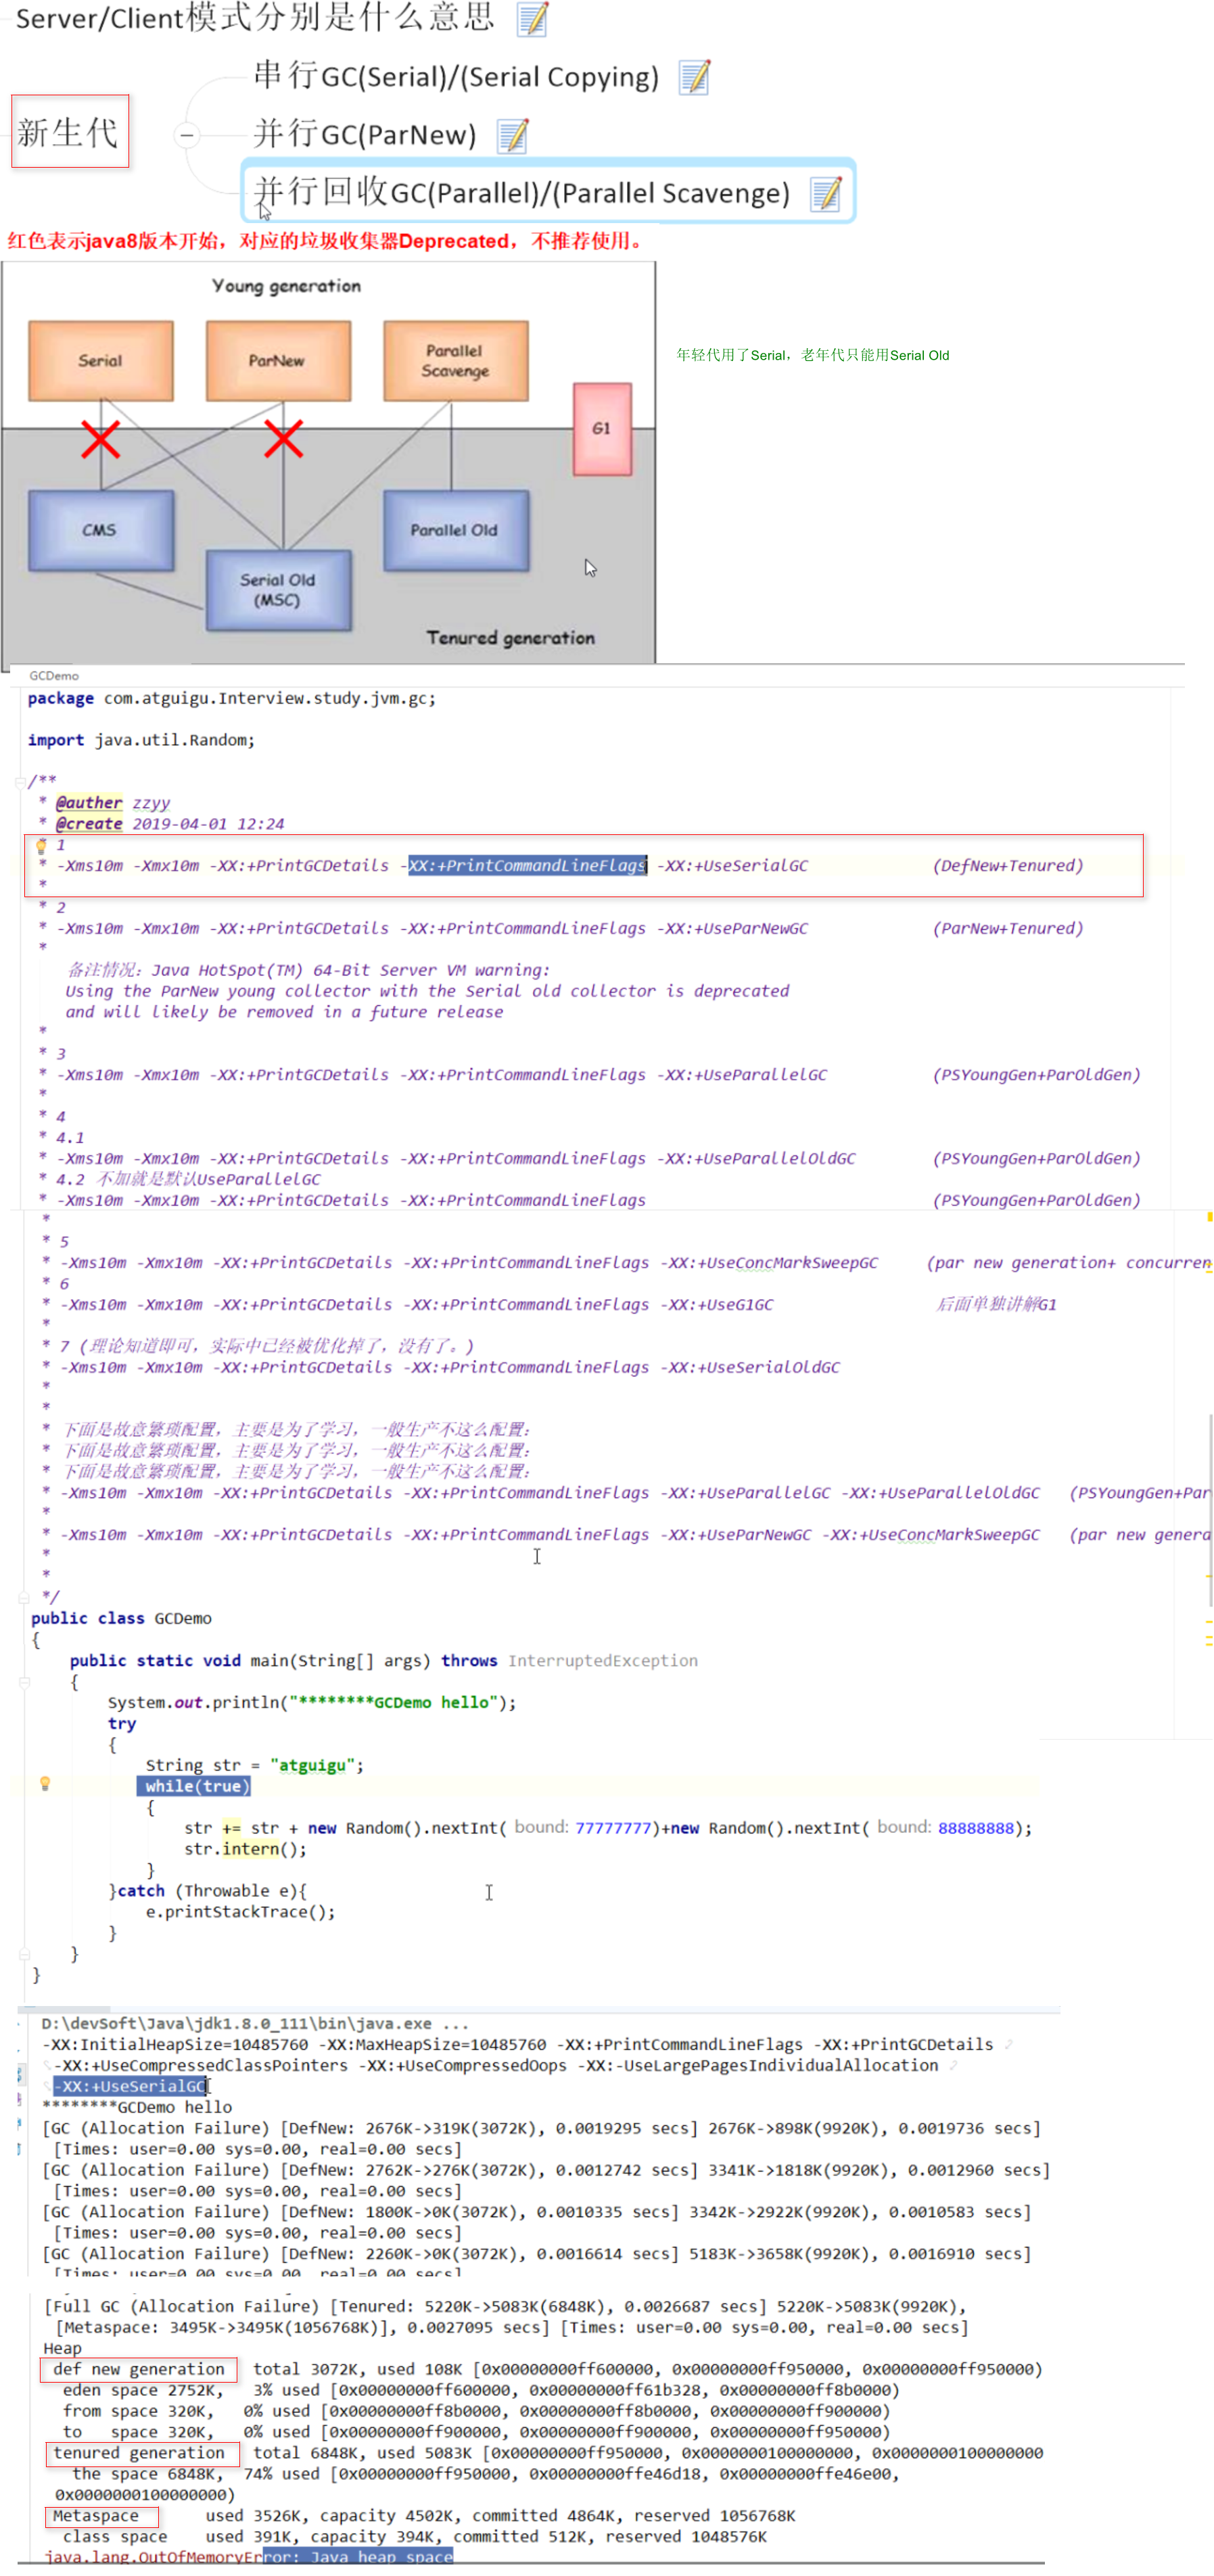 Server/Client模式分别是什么意思
串行GC(Serial)/(Serial Copying)
新生代
并行GC(ParNew)
并行回收GC(Parallel)/(Parallel Scavenge)
红色表示java8版本开始，对应的垃圾收集器Deprecated，不推荐使用。
Young generation
Serial
ParNew
Parallel
Scavenge
年轻代用了Serial，老年代只能用Serial Old
G1
CMS
Parallel Old
Serial Old
(MSC)
Tenured generation
GCDemo
package com.atguigu.Interview.study.jvm.gc;
import java.util.Random;
/**
* @auther zzyy
* @create 2019-04-01 12:24
* 1
* -Xms10m -Xmx10m -XX:+PrintGCDetails -XX:+PrintCommandLineFlags -XX:+UseSerialGC (DefNew+Tenured)
*
* 2
* -Xms10m -Xmx10m -XX:+PrintGCDetails -XX:+PrintCommandLineFlags -XX:+UseParNewGC (ParNew+Tenured)
*
备注情况：Java HotSpot(TM) 64-Bit Server VM warning:
Using the ParNew young collector with the Serial old collector is deprecated
and will likely be removed in a future release
*
* 3
* -Xms10m -Xmx10m -XX:+PrintGCDetails -XX:+PrintCommandLineFlags -XX:+UseParallelGC (PSYoungGen+ParOldGen)
*
* 4
* 4.1
* -Xms10m -Xmx10m -XX:+PrintGCDetails -XX:+PrintCommandLineFlags -XX:+UseParallelOldGC (PSYoungGen+ParOldGen)
* 4.2 不加就是默认UseParallelGC
* -Xms10m -Xmx10m -XX:+PrintGCDetails -XX:+PrintCommandLineFlags (PSYoungGen+ParOldGen)
*
* 5
* -Xms10m -Xmx10m -XX:+PrintGCDetails -XX:+PrintCommandLineFlags -XX:+UseConcMarkSweepGC (par new generation+ concurren
* 6
* -Xms10m -Xmx10m -XX:+PrintGCDetails -XX:+PrintCommandLineFlags -XX:+UseG1GC 后面单独讲解G1
*
* 7 (理论知道即可，实际中已经被优化掉了，没有了。)
* -Xms10m -Xmx10m -XX:+PrintGCDetails -XX:+PrintCommandLineFlags -XX:+UseSerialOldGC
*
*
* 下面是故意繁琐配置，主要是为了学习，一般生产不这么配置：
* 下面是故意繁琐配置，主要是为了学习，一般生产不这么配置：
* 下面是故意繁琐配置，主要是为了学习，一般生产不这么配置：
* -Xms10m -Xmx10m -XX:+PrintGCDetails -XX:+PrintCommandLineFlags -XX:+UseParallelGC -XX:+UseParallelOldGC (PSYoungGen+Par
*
* -Xms10m -Xmx10m -XX:+PrintGCDetails -XX:+PrintCommandLineFlags -XX:+UseParNewGC -XX:+UseConcMarkSweepGC (par new genera
*
*
*/
public class GCDemo
{
public static void main(String[] args) throws InterruptedException
{
System.out.println("********GCDemo hello");
try
{
String str = "atguigu";
while(true)
{
str += str + new Random().nextInt( bound: 77777777)+new Random().nextInt( bound: 88888888);
str.intern();
}
}catch (Throwable e){
e.printStackTrace();
}
}
}
D:\devSoft\Java\jdk1.8.0_111\bin\java.exe ...
-XX:InitialHeapSize=10485760 -XX:MaxHeapSize=10485760 -XX:+PrintCommandLineFlags -XX:+PrintGCDetails
-XX:+UseCompressedClassPointers -XX:+UseCompressedOops -XX:-UseLargePagesIndividualAllocation
-XX:+UseSerialGC
********GCDemo hello
[GC (Allocation Failure) [DefNew: 2676K->319K(3072K), 0.0019295 secs] 2676K->898K(9920K), 0.0019736 secs]
[Times: user=0.00 sys=0.00, real=0.00 secs]
[GC (Allocation Failure) [DefNew: 2762K->276K(3072K), 0.0012742 secs] 3341K->1818K(9920K), 0.0012960 secs]
[Times: user=0.00 sys=0.00, real=0.00 secs]
[GC (Allocation Failure) [DefNew: 1800K->0K(3072K), 0.0010335 secs] 3342K->2922K(9920K), 0.0010583 secs]
[Times: user=0.00 sys=0.00, real=0.00 secs]
[GC (Allocation Failure) [DefNew: 2260K->0K(3072K), 0.0016614 secs] 5183K->3658K(9920K), 0.0016910 secs]
[Times: user=0.00 sys=0.00, real=0.00 secs]
[Full GC (Allocation Failure) [Tenured: 5220K->5083K(6848K), 0.0026687 secs] 5220K->5083K(9920K),
[Metaspace: 3495K->3495K(1056768K)], 0.0027095 secs] [Times: user=0.00 sys=0.00, real=0.00 secs]
Heap
def new generation total 3072K, used 108K [0x00000000ff600000, 0x00000000ff950000, 0x00000000ff950000)
eden space 2752K, 3% used [0x00000000ff600000, 0x00000000ff61b328, 0x00000000ff8b0000)
from space 320K, 0% used [0x00000000ff8b0000, 0x00000000ff8b0000, 0x00000000ff900000)
to space 320K, 0% used [0x00000000ff900000, 0x00000000ff900000, 0x00000000ff950000)
tenured generation total 6848K, used 5083K [0x00000000ff950000, 0x0000000100000000, 0x0000000100000000
the space 6848K, 74% used [0x00000000ff950000, 0x00000000ffe46d18, 0x00000000ffe46e00,
0x0000000100000000)
Metaspace used 3526K, capacity 4502K, committed 4864K, reserved 1056768K
class space used 391K, capacity 394K, committed 512K, reserved 1048576K
java.lang.OutOfMemoryError: Java heap space